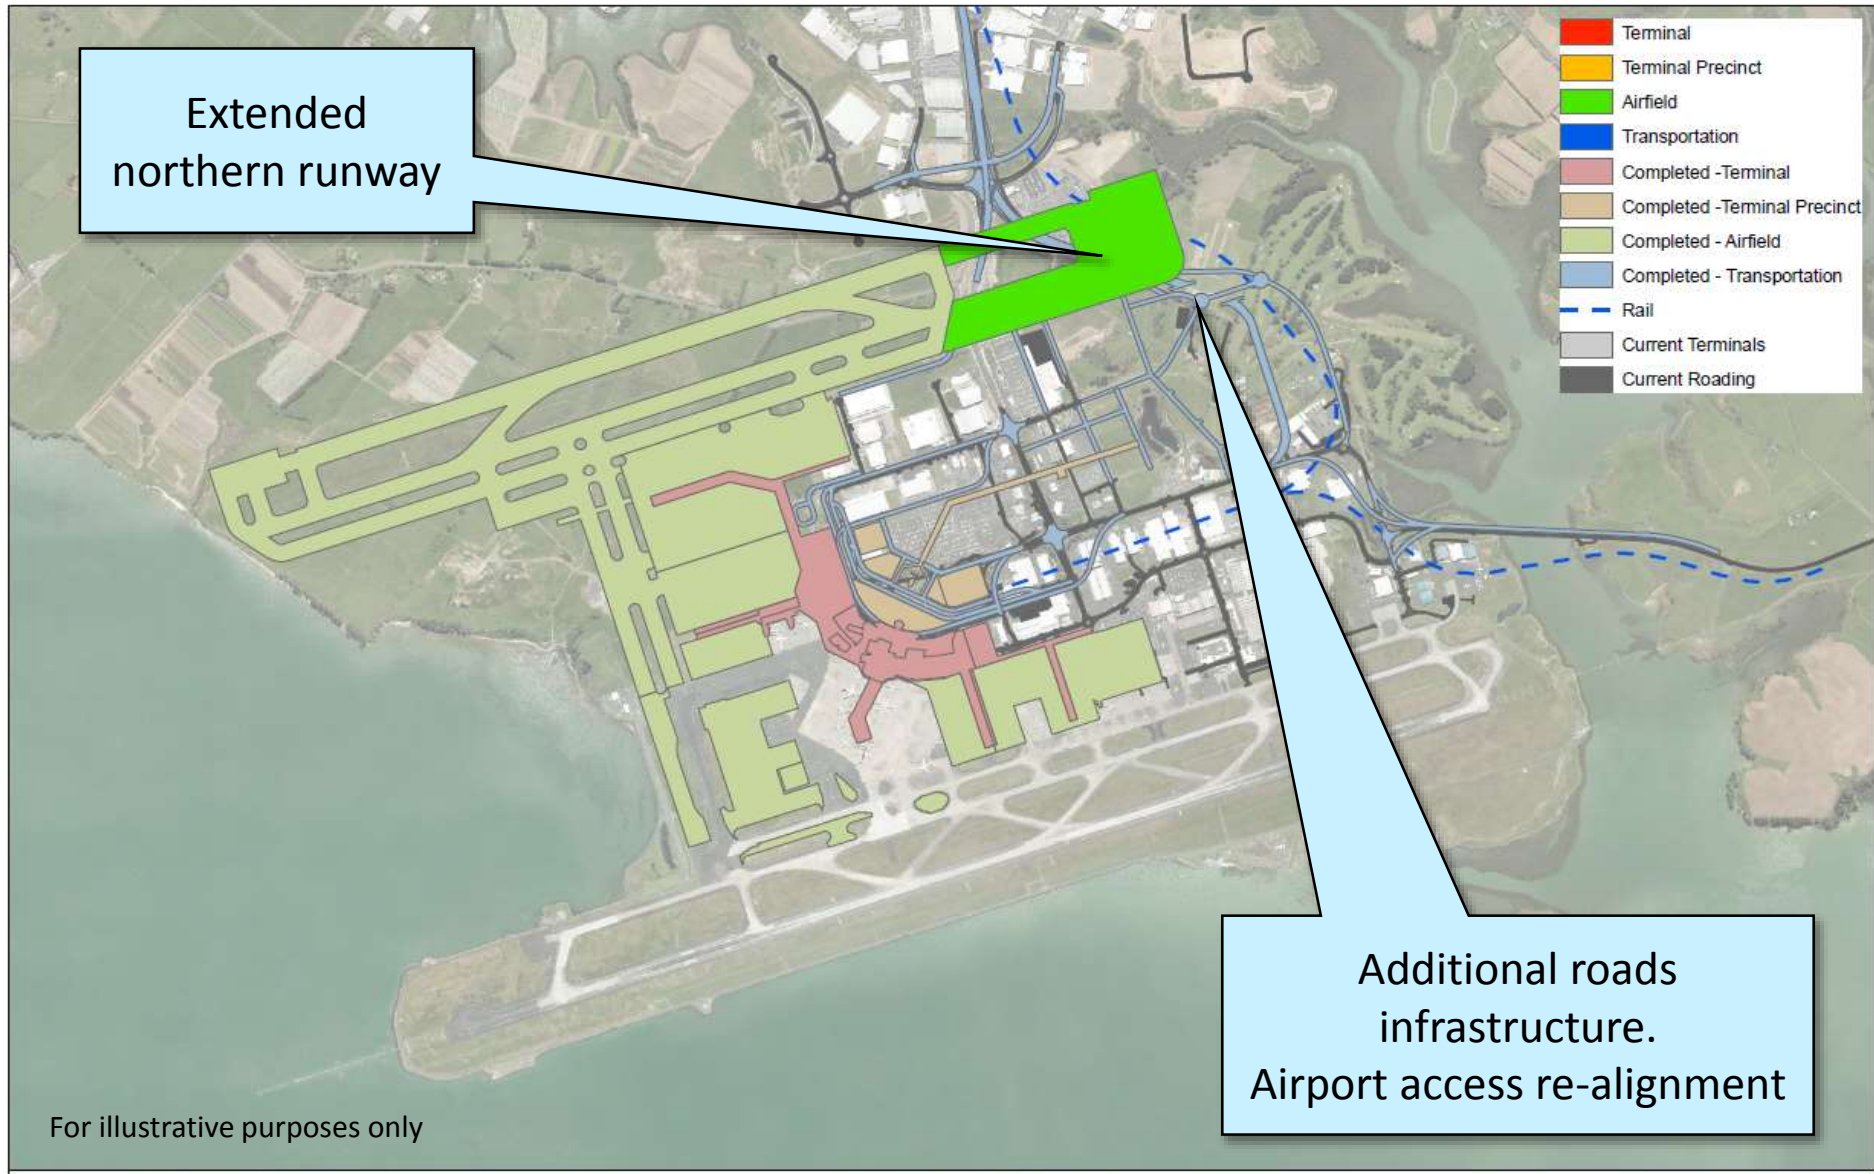 Extended
northern runway
Terminal
Terminal Precinct
Airfield
Transportation
Completed -Terminal
Completed -Terminal Precinct
Completed - Airfield
Completed - Transportation
Rail
Current Terminals
Current Roading
Additional roads
infrastructure.
Airport access re-alignment
For illustrative purposes only